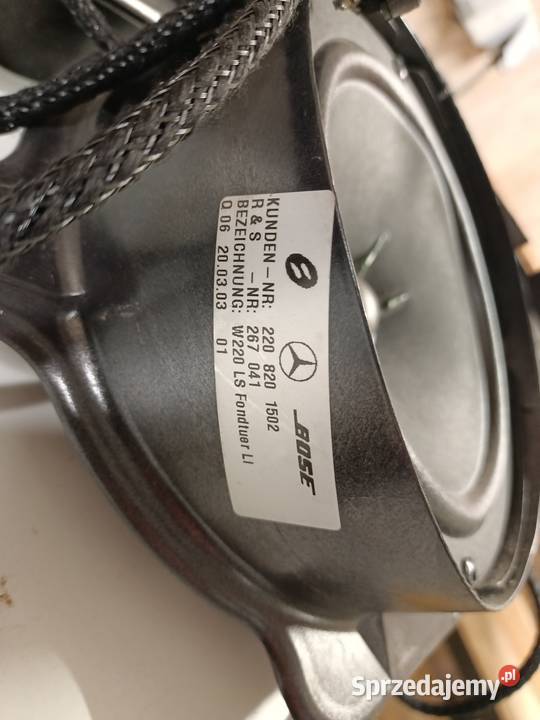 KUNDEN-NR: 220 820 1502
R & S -NR: 267 041
BEZEICHNUNG: W220 LS Fondtuer LI
Q 06 20.03.03 01
BOSE
Sprzedajemy.pl